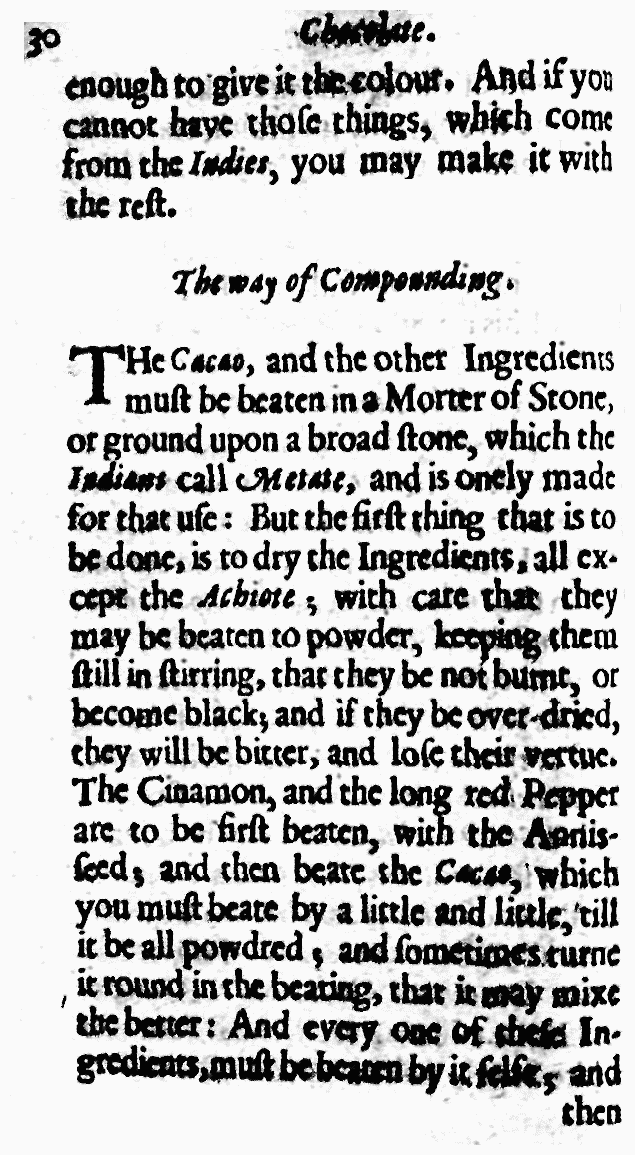 30
Chocolate.
enough to give it the colour. And if you
cannot have thoſe things, which come
from the Indies, you may make it with
the reſt.
The way of Compounding.
THe Cacao, and the other Ingredients
muſt be beaten in a Morter of Stone,
or ground upon a broad ſtone, which the
Indians call Metate, and is onely made
for that uſe: But the firſt thing that is to
be done, is to dry the Ingredients, all ex-
cept the Achiote; with care that they
may be beaten to powder, keeping them
ſtill in ſtirring, that they be not burnt, or
become black; and if they be over-dried,
they will be bitter, and loſe their vertue.
The Cinamon, and the long red Pepper
are to be firſt beaten, with the Annis-
ſeed; and then beate the Cacao, which
you muſt beate by a little and little, 'till
it be all powdred; and ſometimes turne
it round in the beating, that it may mixe
the better: And every one of theſe In-
gredients, muſt be beaten by it ſelfe, and
then